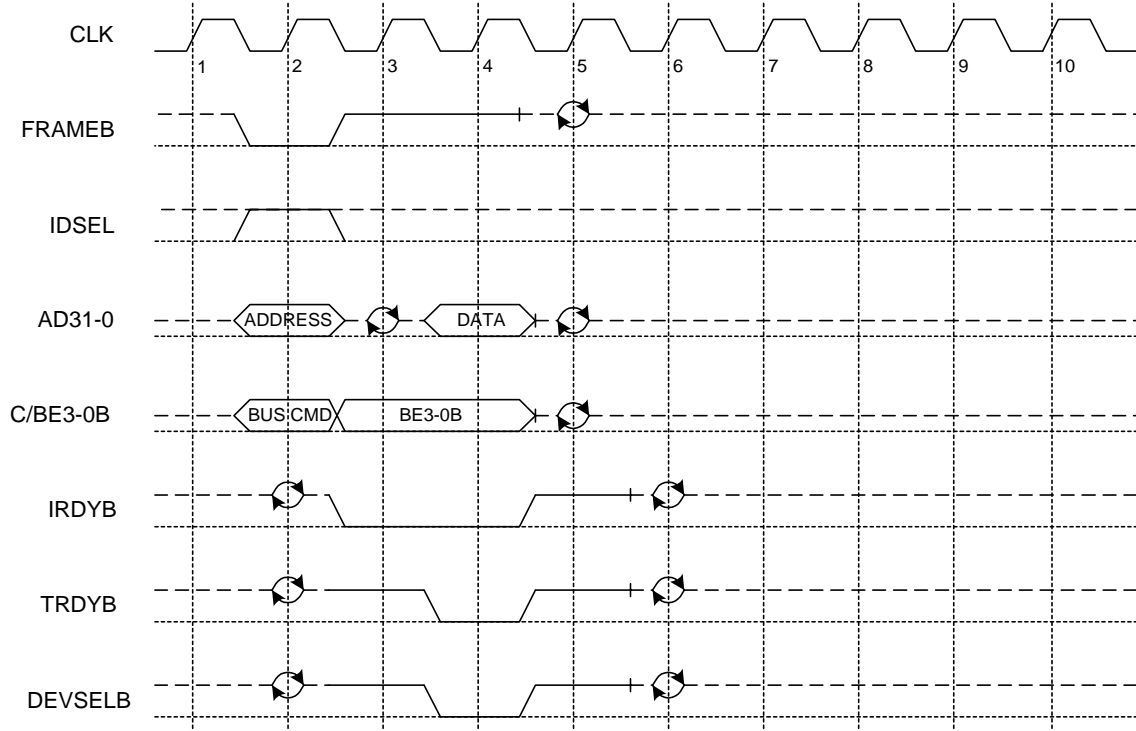 CLK
1 2 3 4 5 6 7 8 9 10
FRAMEB
IDSEL
AD31-0 ADDRESS DATA
C/BE3-0B BUS CMD BE3-0B
IRDYB
TRDYB
DEVSELB